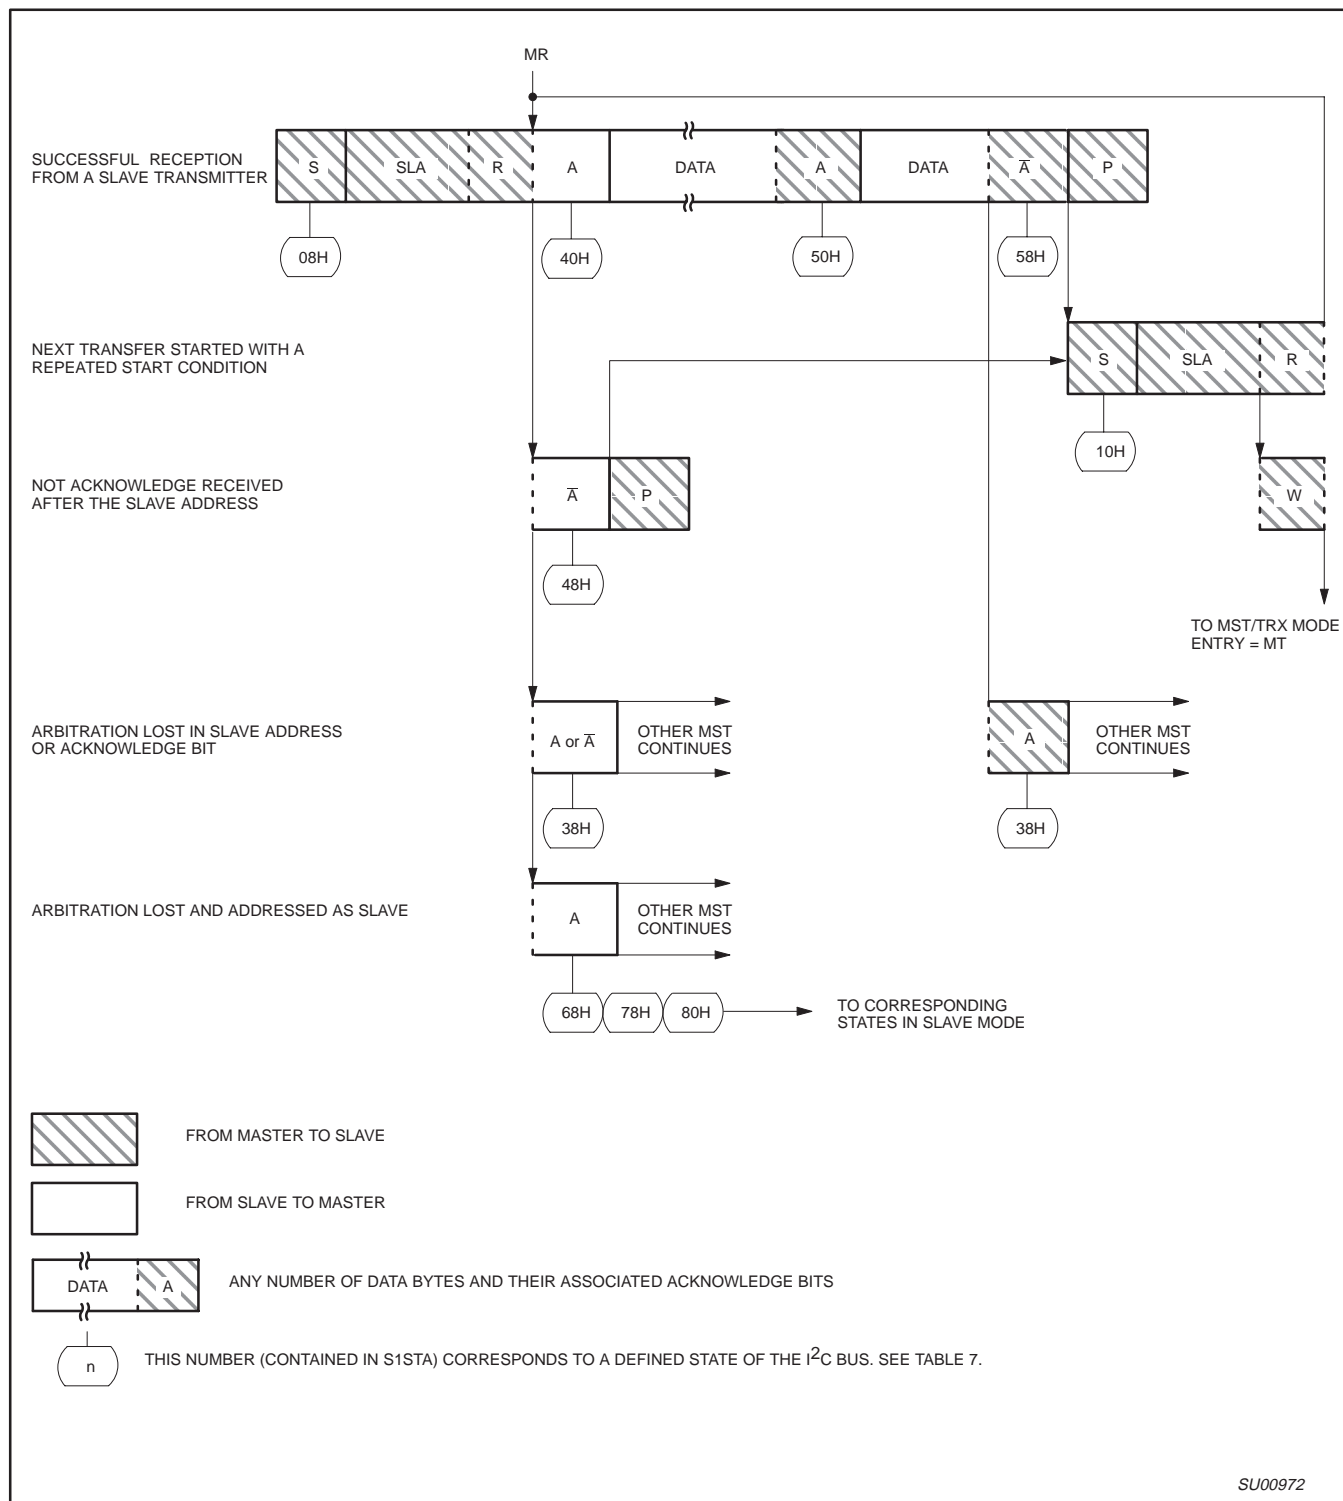 MR
SUCCESSFUL RECEPTION
FROM A SLAVE TRANSMITTER
S SLA R A DATA A DATA A̅ P
08H 40H 50H 58H
NEXT TRANSFER STARTED WITH A
REPEATED START CONDITION
S SLA R
10H
NOT ACKNOWLEDGE RECEIVED
AFTER THE SLAVE ADDRESS
A̅ P
W
48H
TO MST/TRX MODE
ENTRY = MT
ARBITRATION LOST IN SLAVE ADDRESS
OR ACKNOWLEDGE BIT
A or A̅
OTHER MST
CONTINUES
A
OTHER MST
CONTINUES
38H 38H
ARBITRATION LOST AND ADDRESSED AS SLAVE
A
OTHER MST
CONTINUES
68H 78H 80H
TO CORRESPONDING
STATES IN SLAVE MODE
FROM MASTER TO SLAVE
FROM SLAVE TO MASTER
DATA A
ANY NUMBER OF DATA BYTES AND THEIR ASSOCIATED ACKNOWLEDGE BITS
n
THIS NUMBER (CONTAINED IN S1STA) CORRESPONDS TO A DEFINED STATE OF THE I²C BUS. SEE TABLE 7.
SU00972